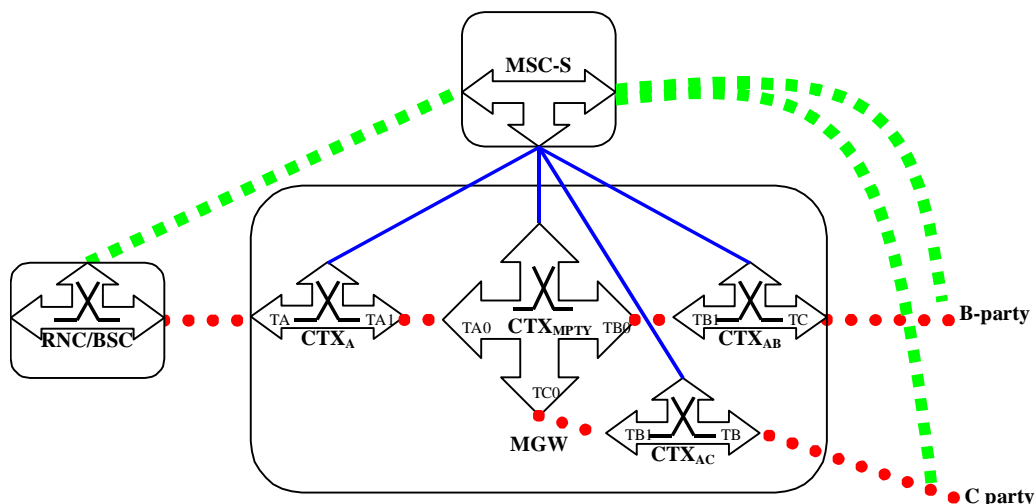 MSC-S
TA TA1
TA0 CTXMPTY TB0
TB1 TC
B-party
RNC/BSC
CTXA
CTXAB
TC0
MGW
TB1 TB
CTXAC
C party